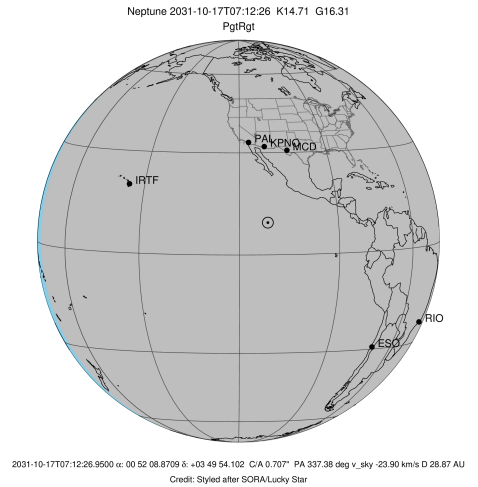 Neptune 2031-10-17T07:12:26 K14.71 G16.31
PgtRgt
PAL
KPNO
MCD
IRTF
RIO
ESO
2031-10-17T07:12:26.9500 α: 00 52 08.8709 δ: +03 49 54.102 C/A 0.707" PA 337.38 deg v_sky -23.90 km/s D 28.87 AU
Credit: Styled after SORA/Lucky Star